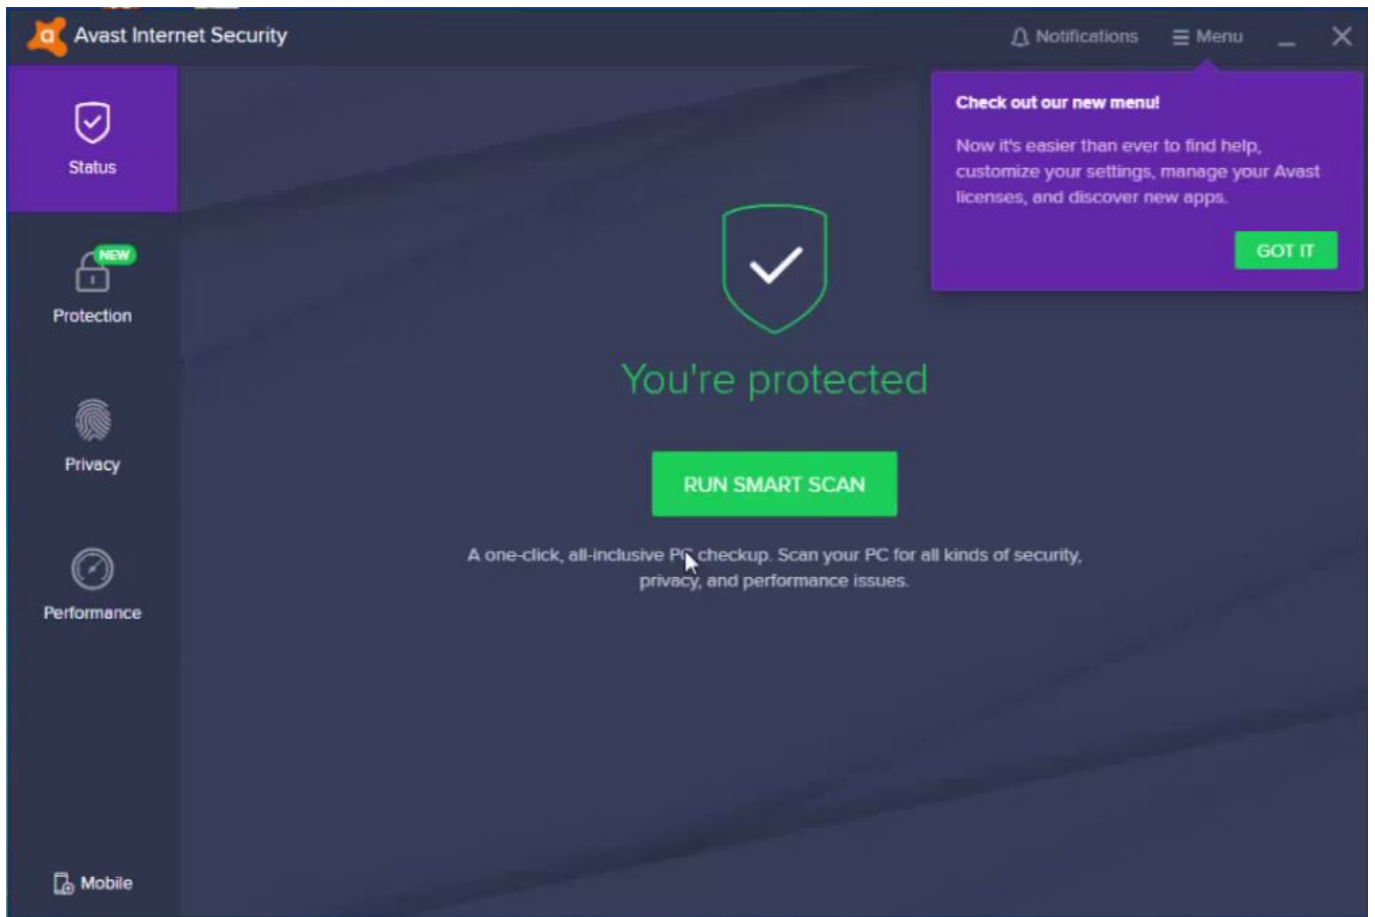 Avast Internet Security
Notifications
Menu
Check out our new menu!
Now it's easier than ever to find help,
customize your settings, manage your Avast
licenses, and discover new apps.
GOT IT
Status
NEW
Protection
Privacy
Performance
Mobile
You're protected
RUN SMART SCAN
A one-click, all-inclusive PC checkup. Scan your PC for all kinds of security,
privacy, and performance issues.